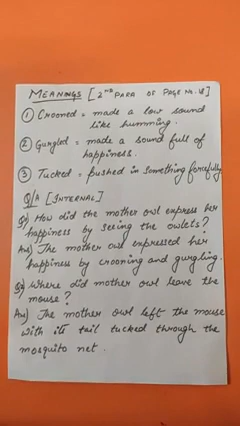 MEANINGS [2ND PARA OF PAGE No. 18]
① Crooned = made a low sound
like humming.
② Gurgled = made a sound full of
happiness.
③ Tucked = pushed in something forcefully
Q/A [INTERNAL]
Q1) How did the mother owl express her
happiness by seeing the owlets?
Ans) The mother owl expressed her
happiness by crooning and gurgling.
Q2) Where did mother owl leave the
mouse?
Ans) The mother owl left the mouse
with its tail tucked through the
mosquito net.